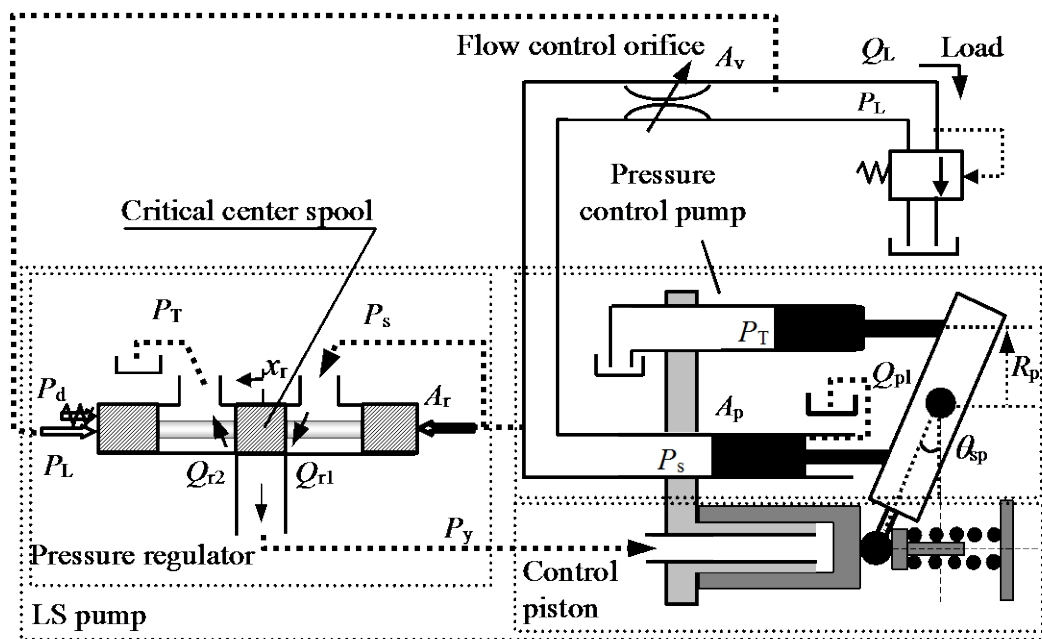 Flow control orifice
A_v
Q_L
Load
P_L
Pressure
control pump
Critical center spool
P_T
P_s
x_r
P_d
A_r
P_L
Q_r2
Q_r1
P_y
Pressure regulator
LS pump
P_T
R_p
Q_pl
A_p
P_s
θ_sp
Control
piston